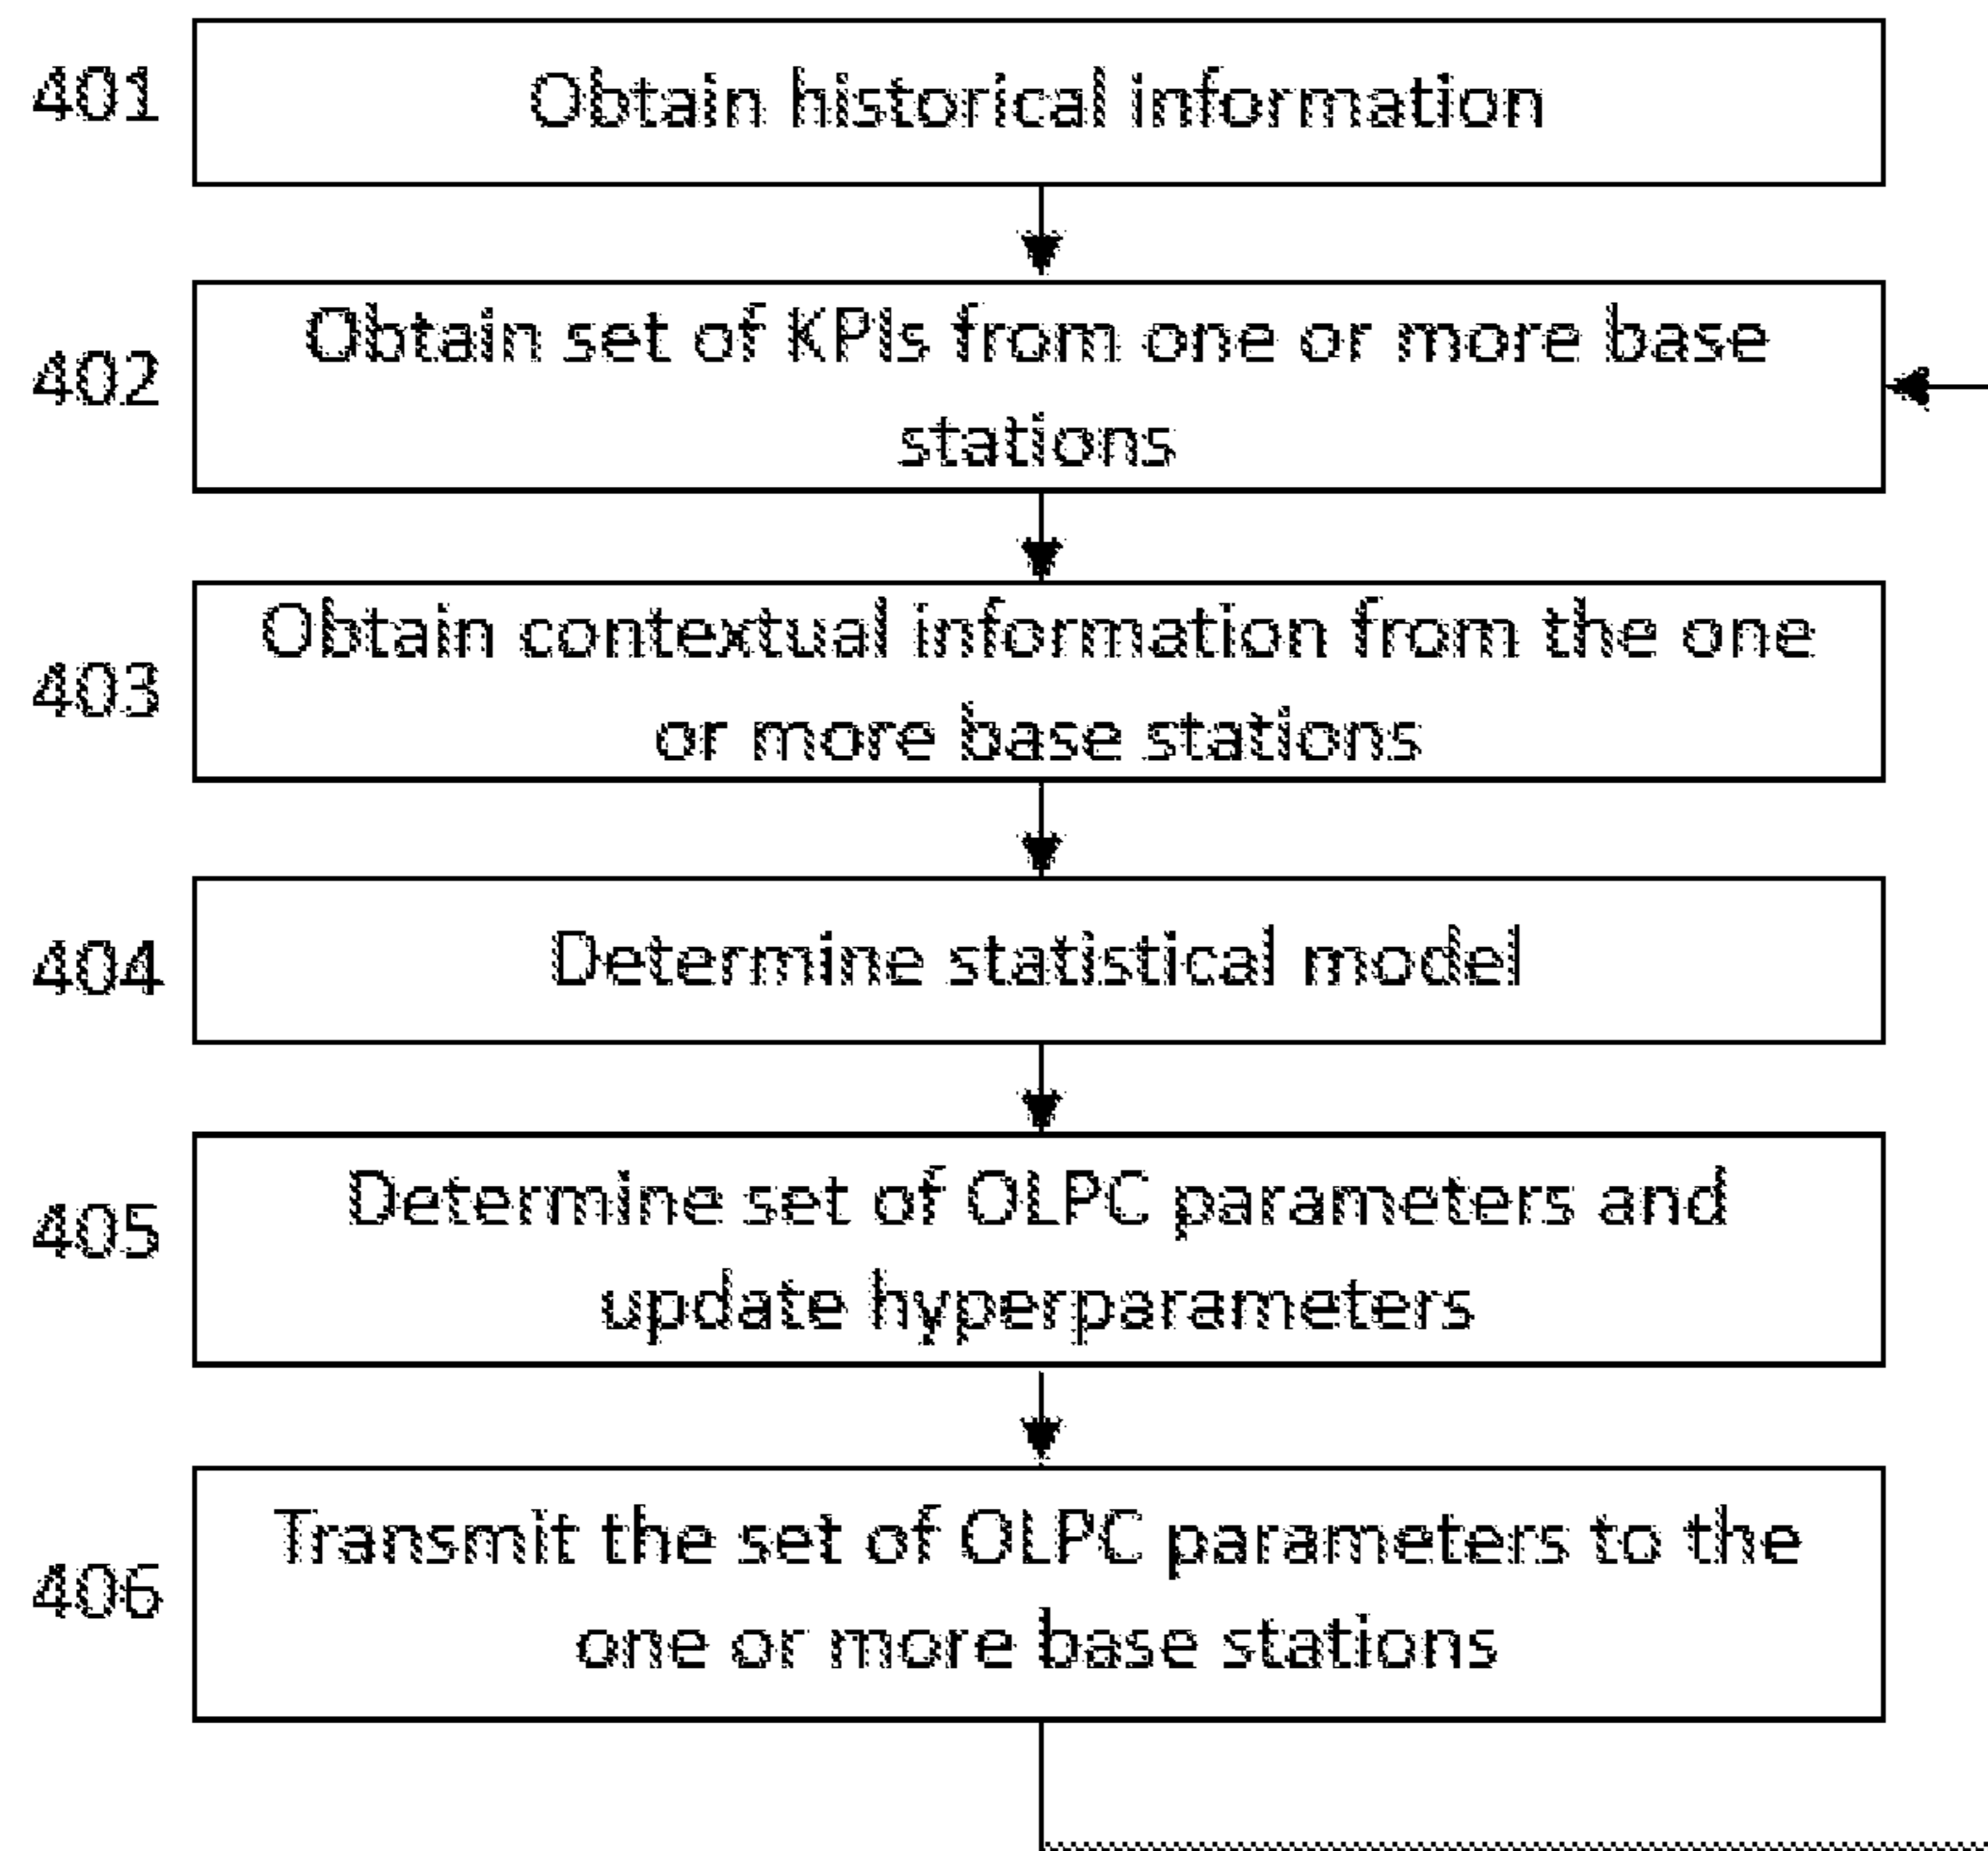 401
Obtain historical information
402
Obtain set of KPIs from one or more base
stations
403
Obtain contextual information from the one
or more base stations
404
Determine statistical model
405
Determine set of OLPC parameters and
update hyperparameters
406
Transmit the set of OLPC parameters to the
one or more base stations